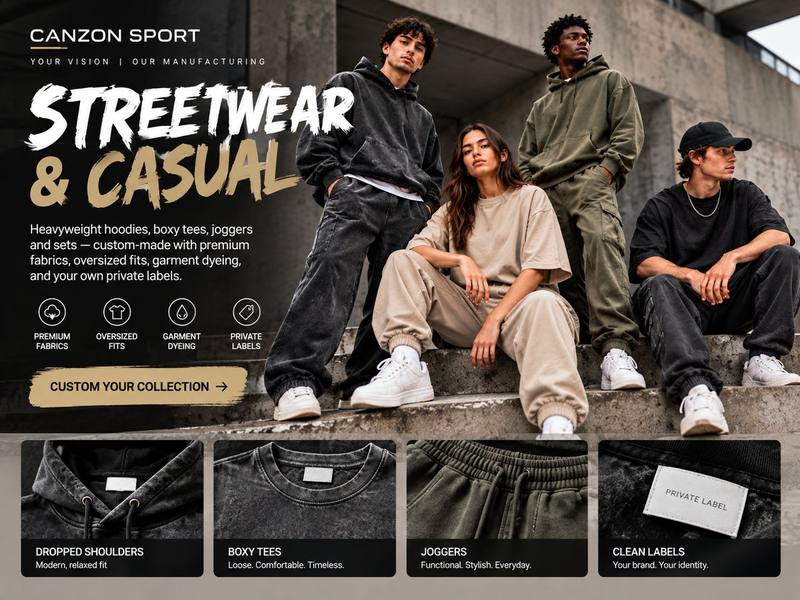 CANZON SPORT
YOUR VISION | OUR MANUFACTURING
STREETWEAR
& CASUAL
Heavyweight hoodies, boxy tees, joggers
and sets — custom-made with premium
fabrics, oversized fits, garment dyeing,
and your own private labels.
PREMIUM
FABRICS
OVERSIZED
FITS
GARMENT
DYEING
PRIVATE
LABELS
CUSTOM YOUR COLLECTION →
DROPPED SHOULDERS
Modern, relaxed fit
BOXY TEES
Loose. Comfortable. Timeless.
JOGGERS
Functional. Stylish. Everyday.
PRIVATE LABEL
CLEAN LABELS
Your brand. Your identity.